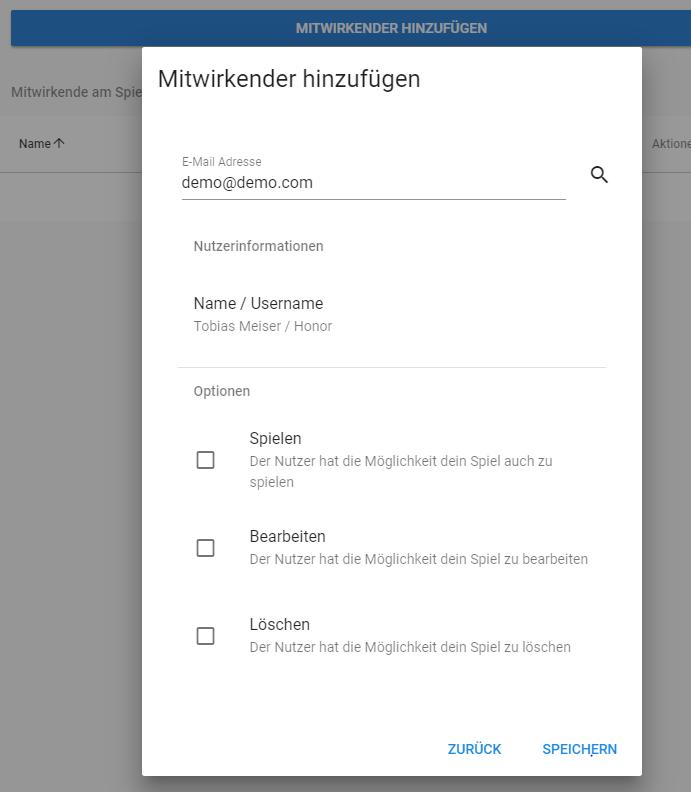 MITWIRKENDER HINZUFÜGEN
Mitwirkender hinzufügen
Mitwirkende am Spie
Name
Aktione
E-Mail Adresse
demo@demo.com
Nutzerinformationen
Name / Username
Tobias Meiser / Honor
Optionen
Spielen
Der Nutzer hat die Möglichkeit dein Spiel auch zu
spielen
Bearbeiten
Der Nutzer hat die Möglichkeit dein Spiel zu bearbeiten
Löschen
Der Nutzer hat die Möglichkeit dein Spiel zu löschen
ZURÜCK
SPEICHERN